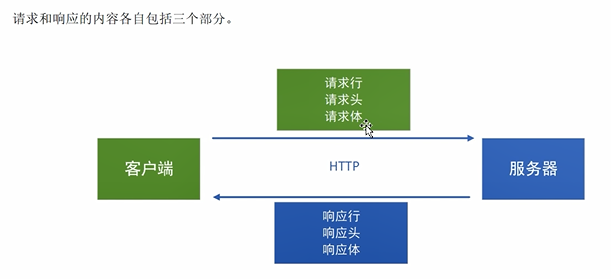 请求和响应的内容各自包括三个部分。
请求行
请求头
请求体
客户端
HTTP
服务器
响应行
响应头
响应体